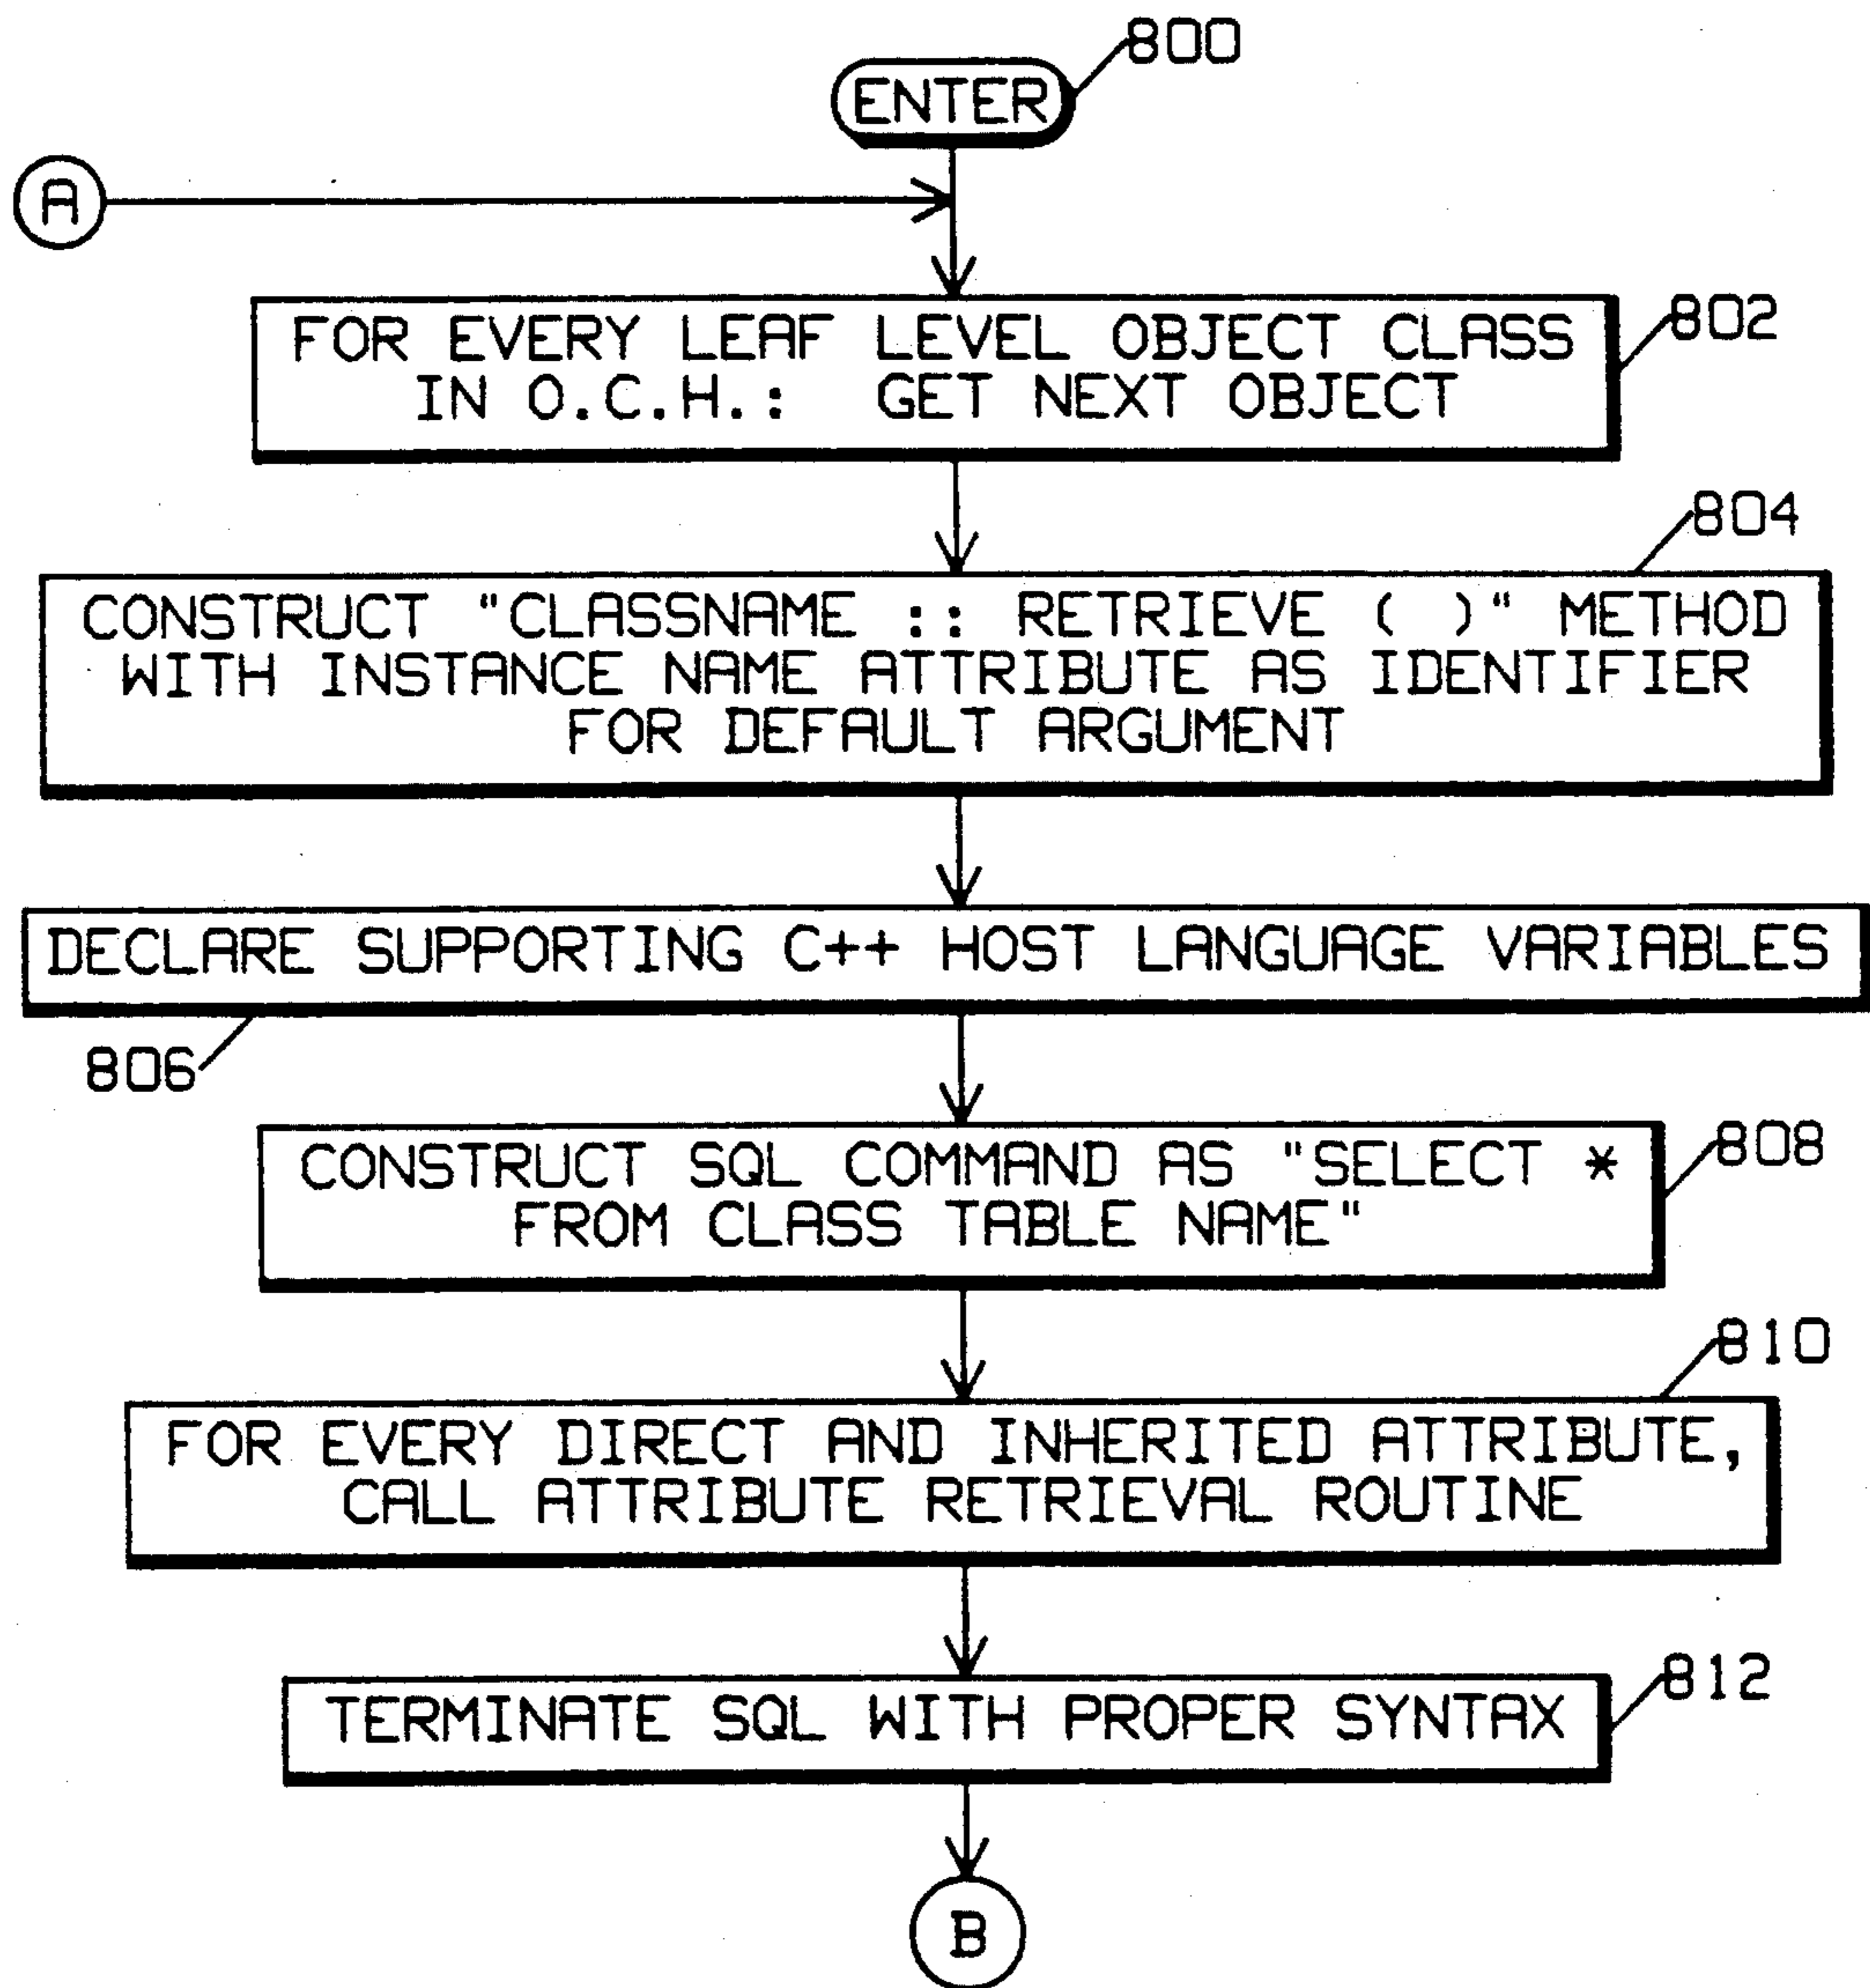 800
ENTER
A
FOR EVERY LEAF LEVEL OBJECT CLASS
IN O.C.H.: GET NEXT OBJECT
802
804
CONSTRUCT "CLASSNAME :: RETRIEVE ( )" METHOD
WITH INSTANCE NAME ATTRIBUTE AS IDENTIFIER
FOR DEFAULT ARGUMENT
DECLARE SUPPORTING C++ HOST LANGUAGE VARIABLES
806
CONSTRUCT SQL COMMAND AS "SELECT *
FROM CLASS TABLE NAME"
808
810
FOR EVERY DIRECT AND INHERITED ATTRIBUTE,
CALL ATTRIBUTE RETRIEVAL ROUTINE
812
TERMINATE SQL WITH PROPER SYNTAX
B